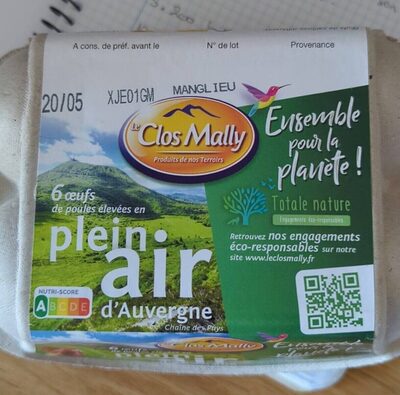 A cons. de préf. avant le N° de lot Provenance
20/05 XJE01GM MANGLIEU
Le
Clos Mally
Produits de nos Terroirs
Ensemble
pour la
planète !
6 œufs
de poules élevées en
plein
air
d'Auvergne
Chaîne des Puys
Totale nature
Engagements éco-responsables
Retrouvez nos engagements
éco-responsables sur notre
site www.leclosmally.fr
NUTRI-SCORE
A B C D E
Clos Mally